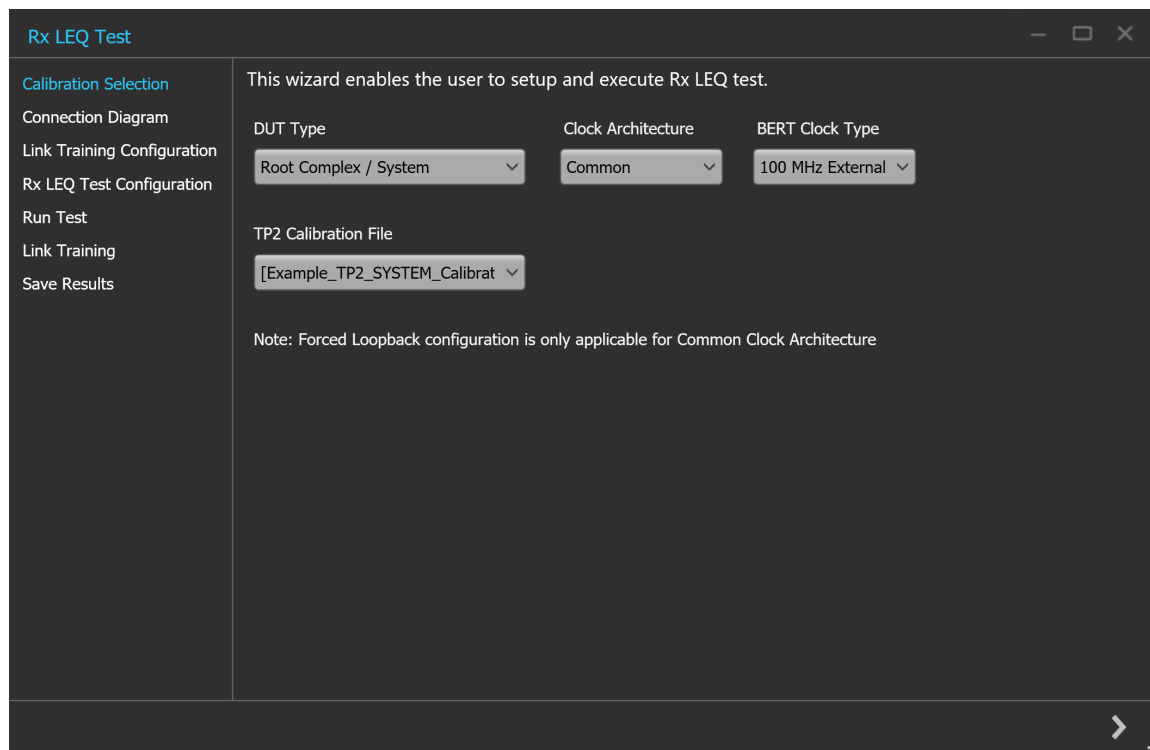 Rx LEQ Test
Calibration Selection
Connection Diagram
Link Training Configuration
Rx LEQ Test Configuration
Run Test
Link Training
Save Results
This wizard enables the user to setup and execute Rx LEQ test.
DUT Type
Clock Architecture
BERT Clock Type
Root Complex / System
Common
100 MHz External
TP2 Calibration File
[Example_TP2_SYSTEM_Calibrat
Note: Forced Loopback configuration is only applicable for Common Clock Architecture